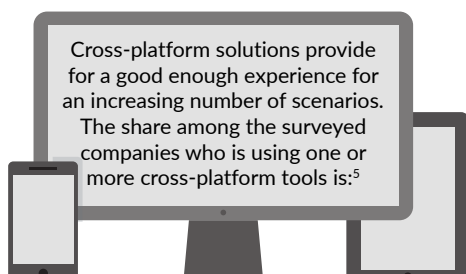 Cross-platform solutions provide
for a good enough experience for
an increasing number of scenarios.
The share among the surveyed
companies who is using one or
more cross-platform tools is:⁵